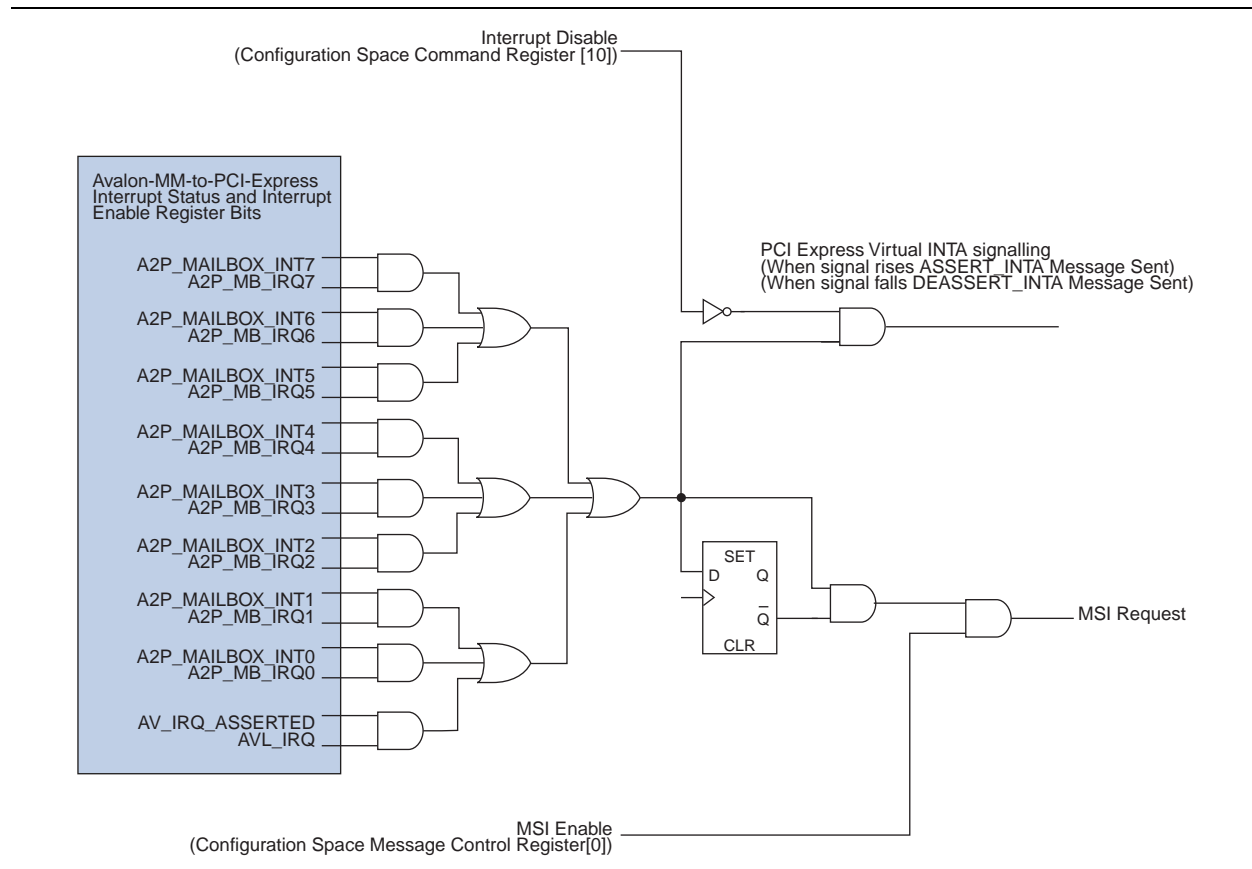 Interrupt Disable
(Configuration Space Command Register [10])
Avalon-MM-to-PCI-Express
Interrupt Status and Interrupt
Enable Register Bits
PCI Express Virtual INTA signalling
(When signal rises ASSERT_INTA Message Sent)
(When signal falls DEASSERT_INTA Message Sent)
A2P_MAILBOX_INT7
A2P_MB_IRQ7
A2P_MAILBOX_INT6
A2P_MB_IRQ6
A2P_MAILBOX_INT5
A2P_MB_IRQ5
A2P_MAILBOX_INT4
A2P_MB_IRQ4
A2P_MAILBOX_INT3
A2P_MB_IRQ3
A2P_MAILBOX_INT2
A2P_MB_IRQ2
A2P_MAILBOX_INT1
A2P_MB_IRQ1
A2P_MAILBOX_INT0
A2P_MB_IRQ0
AV_IRQ_ASSERTED
AVL_IRQ
SET
D Q
Q̅
CLR
MSI Request
MSI Enable
(Configuration Space Message Control Register[0])